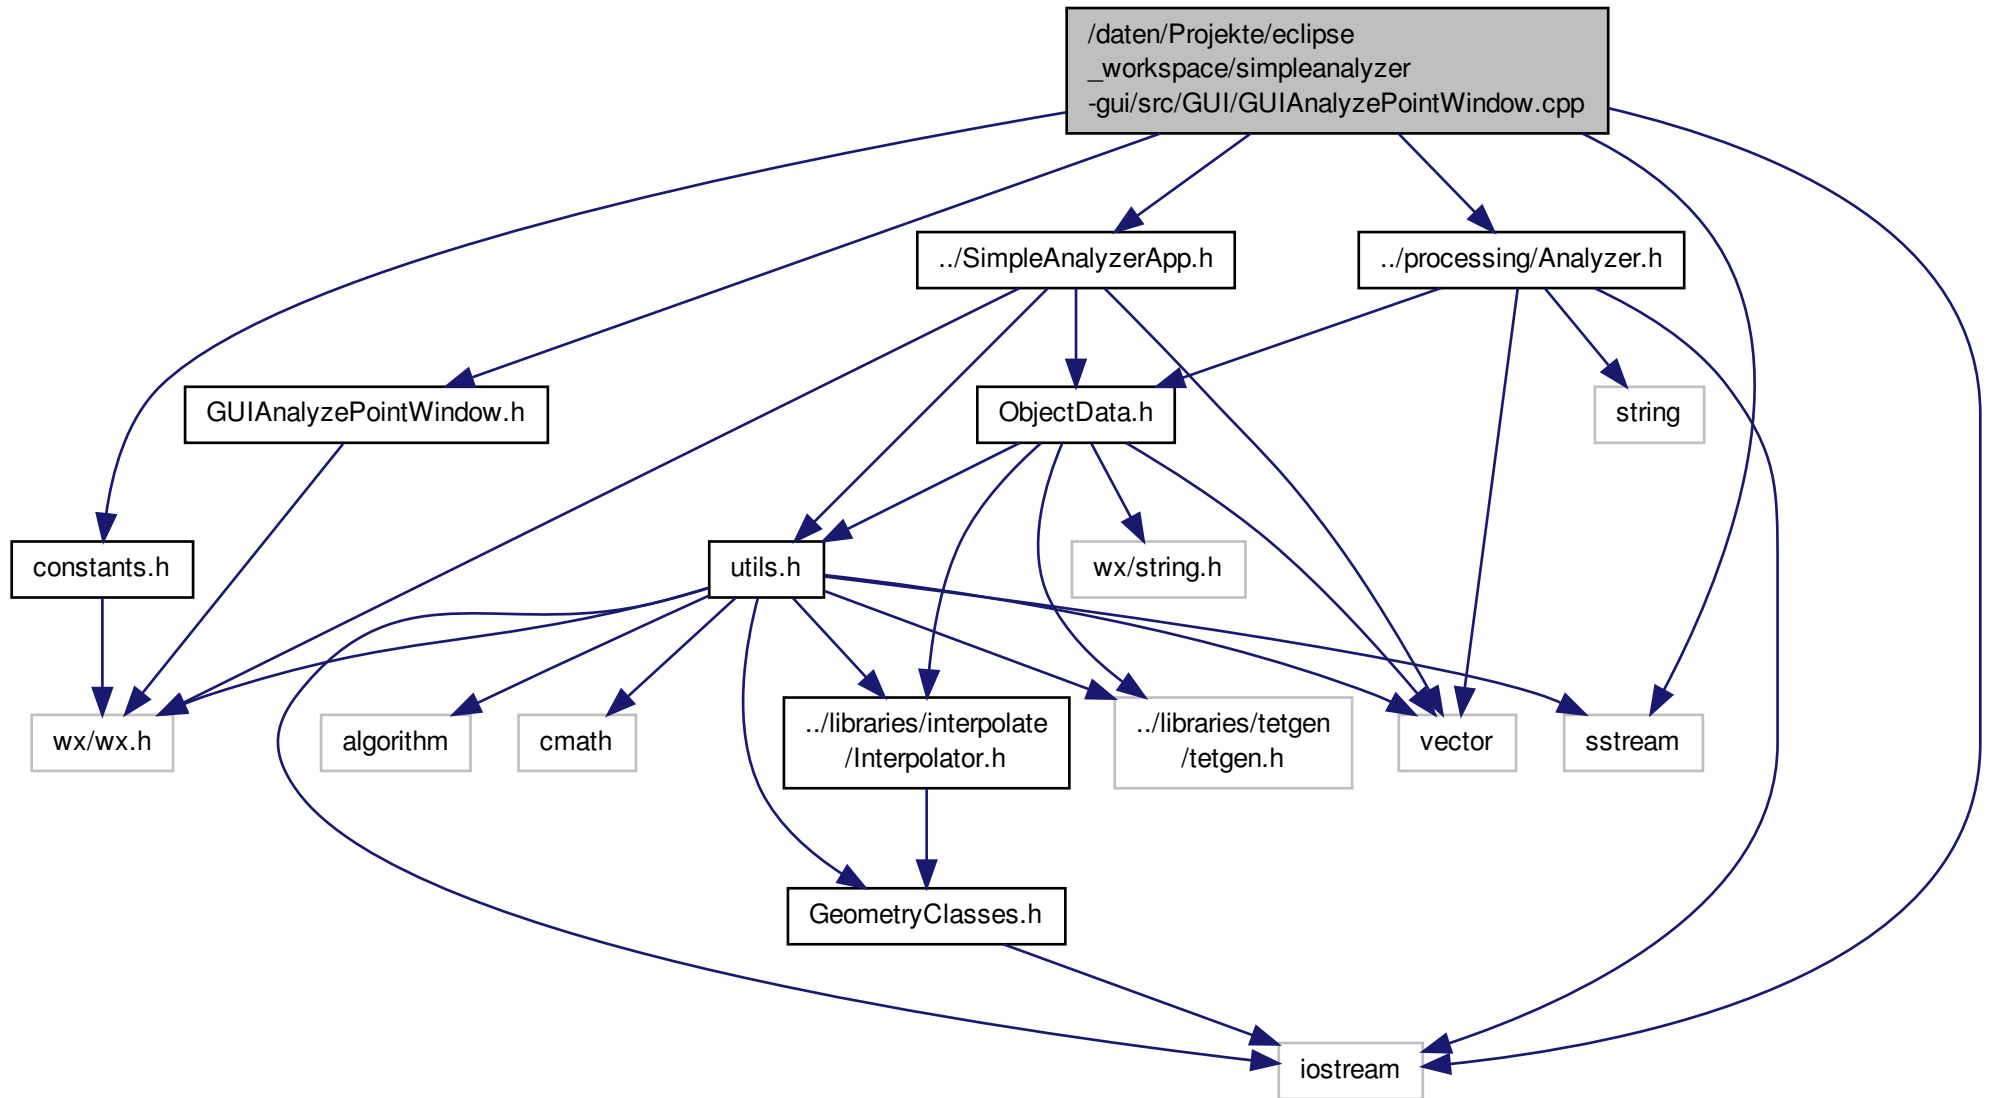 /daten/Projekte/eclipse
_workspace/simpleanalyzer
-gui/src/GUI/GUIAnalyzePointWindow.cpp
../SimpleAnalyzerApp.h
../processing/Analyzer.h
GUIAnalyzePointWindow.h
ObjectData.h
string
constants.h
utils.h
wx/string.h
wx/wx.h
algorithm
cmath
../libraries/interpolate
/Interpolator.h
../libraries/tetgen
/tetgen.h
vector
sstream
GeometryClasses.h
iostream